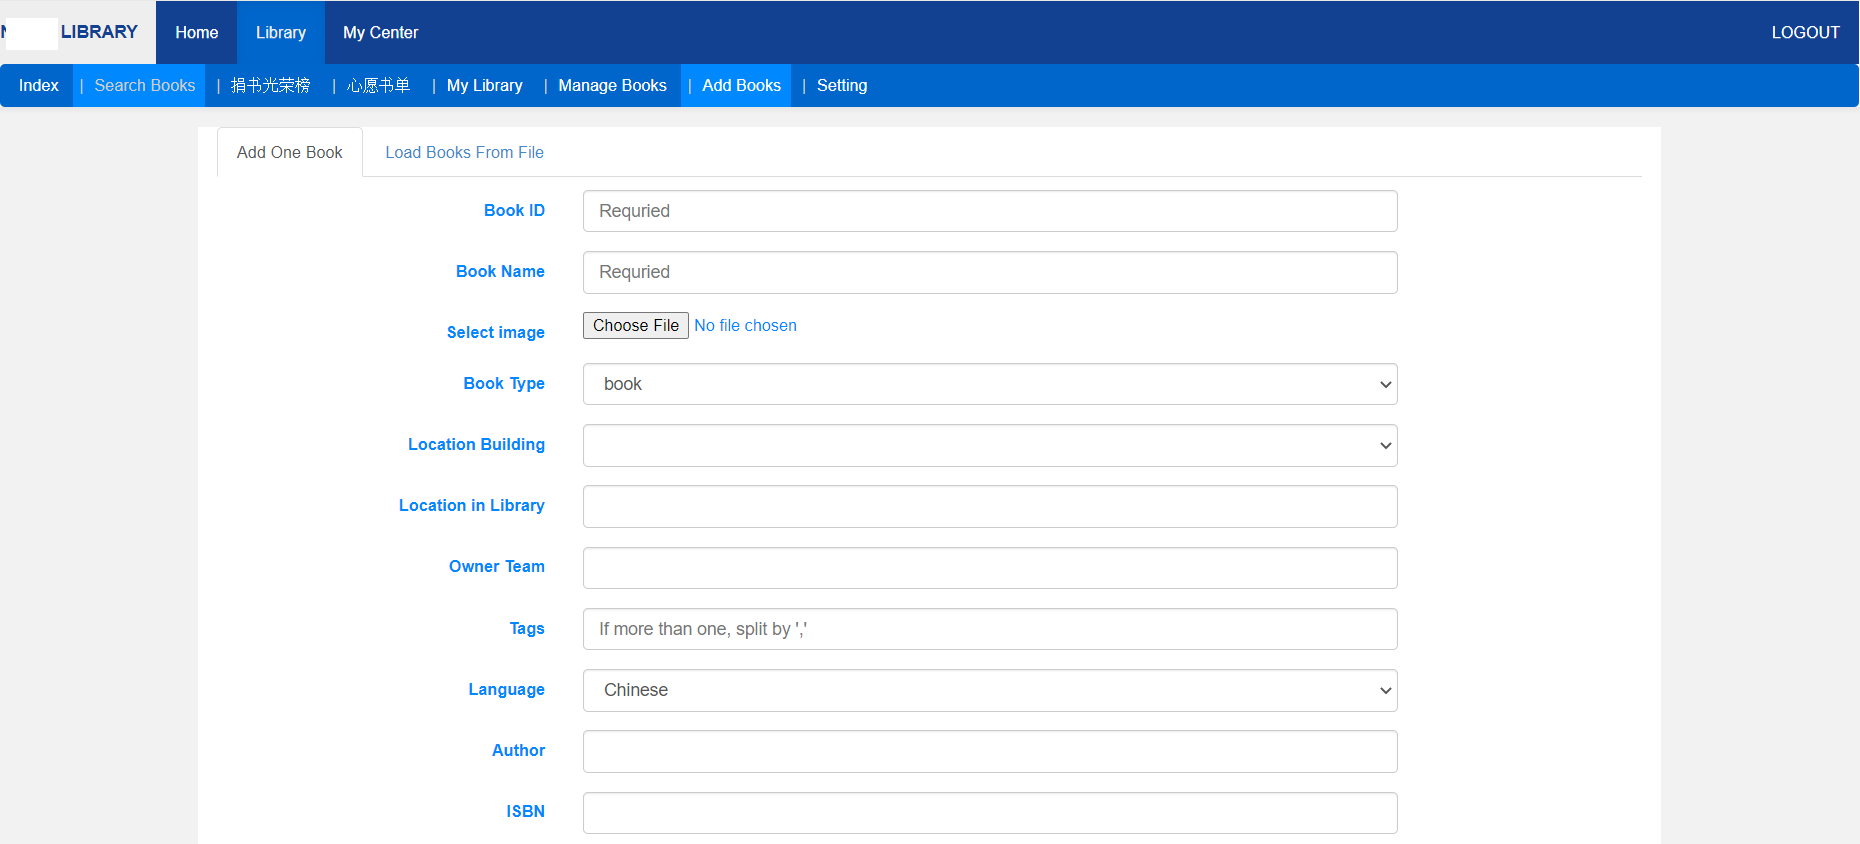 LIBRARY Home Library My Center LOGOUT
Index | Search Books | 捐书光荣榜 | 心愿书单 | My Library | Manage Books | Add Books | Setting
Add One Book Load Books From File
Book ID Requried
Book Name Requried
Select image Choose File No file chosen
Book Type book
Location Building
Location in Library
Owner Team
Tags If more than one, split by ','
Language Chinese
Author
ISBN